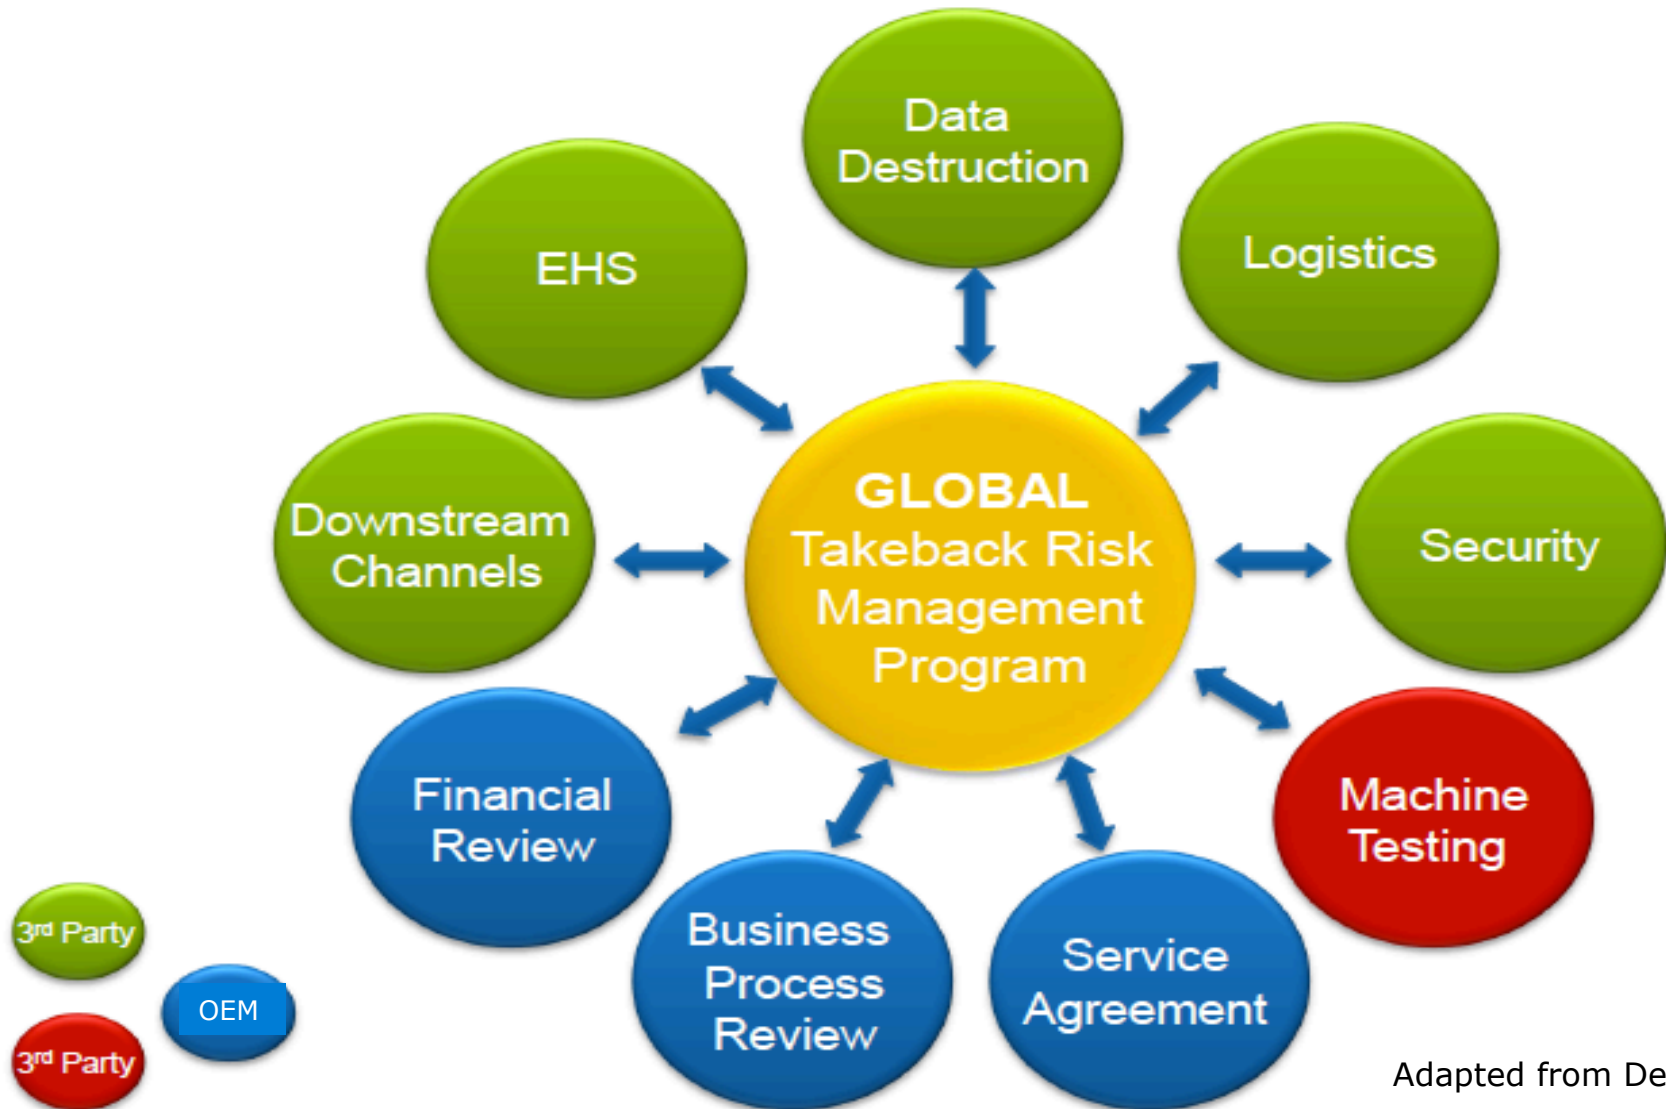 Data
Destruction
EHS
Logistics
GLOBAL
Takeback Risk
Management
Program
Downstream
Channels
Security
Financial
Review
Machine
Testing
Business
Process
Review
Service
Agreement
3rd Party
OEM
3rd Party
Adapted from De